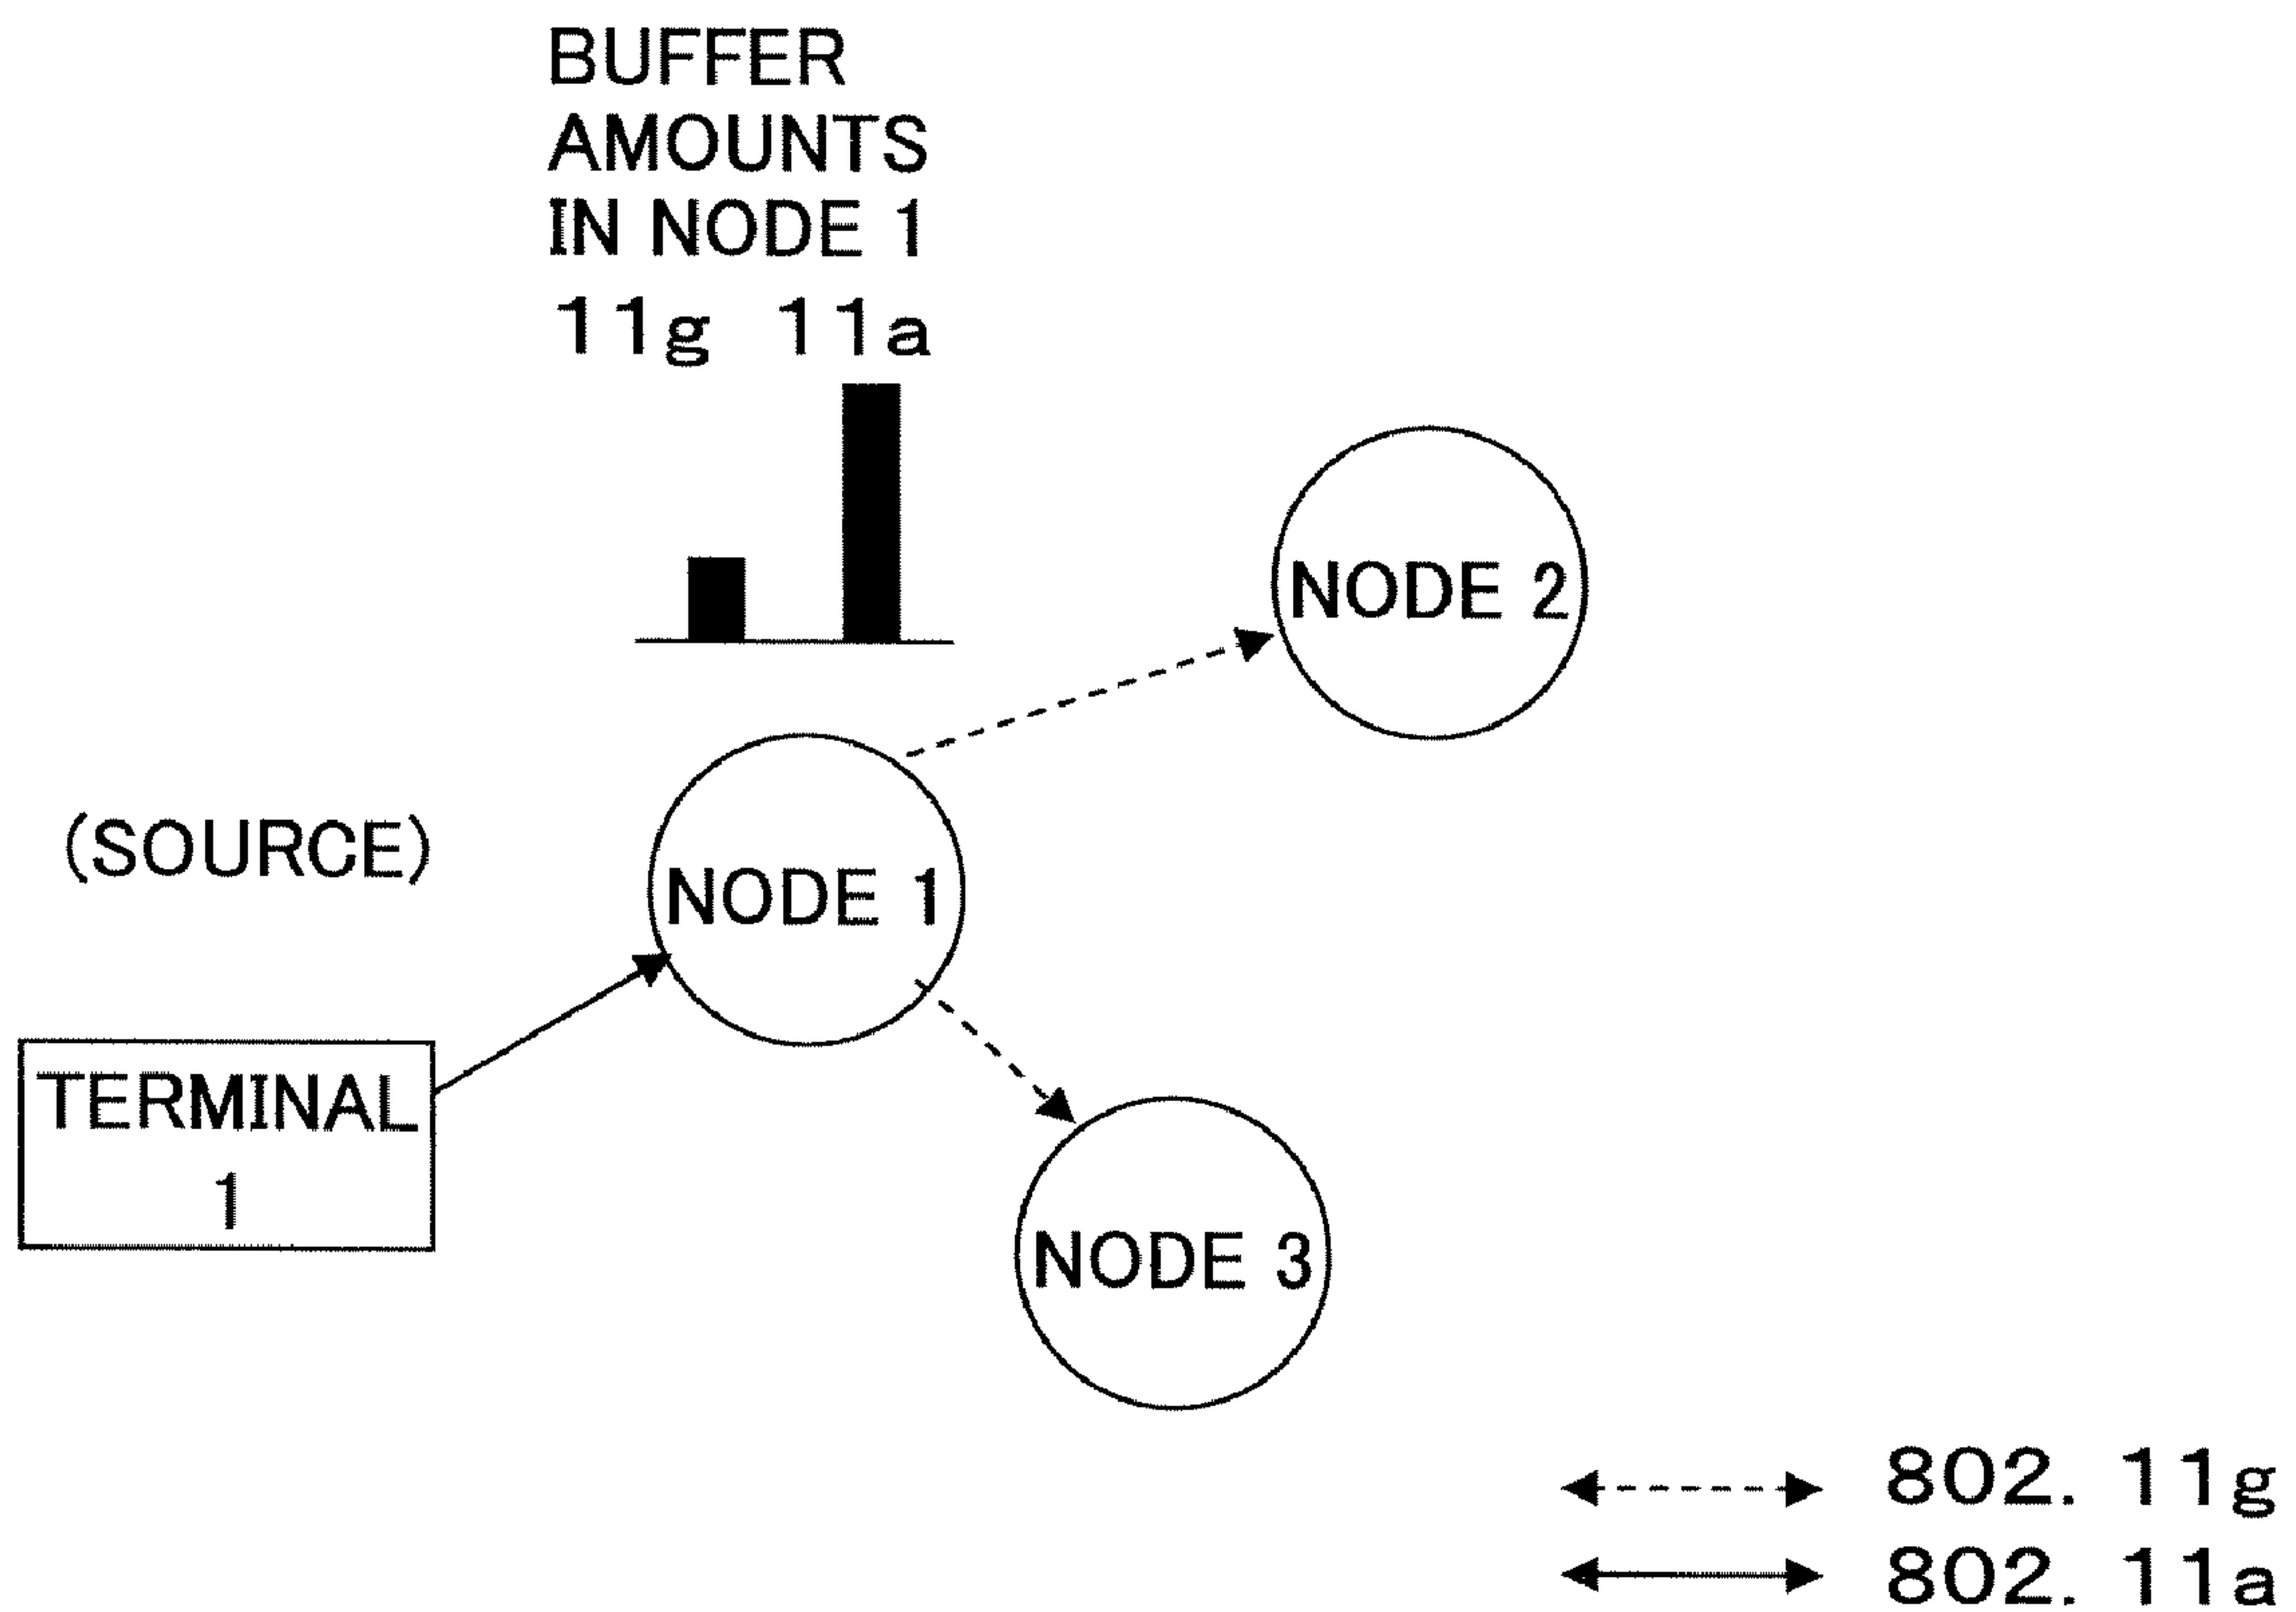 BUFFER
AMOUNTS
IN NODE 1
11g 11a
NODE 2
(SOURCE)
NODE 1
TERMINAL
1
NODE 3
802. 11g
802. 11a